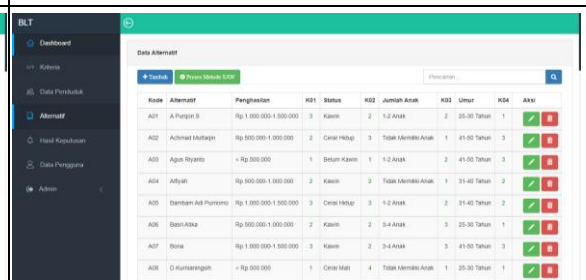 BLT
Dashboard
Kriteria
Data Penduduk
Alternatif
Hasil Keputusan
Data Pengguna
Admin
Data Alternatif
Tambah Proses Metode SAW
Pencarian..
Kode Alternatif Penghasilan K01 Status K02 Jumlah Anak K03 Umur K04 Aksi
A01 A Purqon S Rp 1.000.000-1.500.000 3 Kawin 2 1-2 Anak 2 25-30 Tahun 1
A02 Achmad Muttaqin Rp 500.000-1.000.000 2 Cerai Hidup 3 Tidak Memiliki Anak 1 41-50 Tahun 3
A03 Agus Riyanto < Rp 500.000 1 Belum Kawin 1 1-2 Anak 2 41-50 Tahun 3
A04 Alfiyah Rp 500.000-1.000.000 2 Kawin 3 Tidak Memiliki Anak 1 31-40 Tahun 2
A05 Bambam Adi Purnomo Rp 1.000.000-1.500.000 3 Cerai Hidup 3 1-2 Anak 2 31-40 Tahun 2
A06 Basri Atika Rp 500.000-1.000.000 2 Kawin 2 3-4 Anak 3 25-30 Tahun 1
A07 Bona Rp 1.000.000-1.500.000 3 Kawin 2 3-4 Anak 3 41-50 Tahun 3
A08 D.Kurnianingsih < Rp 500.000 1 Cerai Mati 4 Tidak Memiliki Anak 1 25-30 Tahun 1